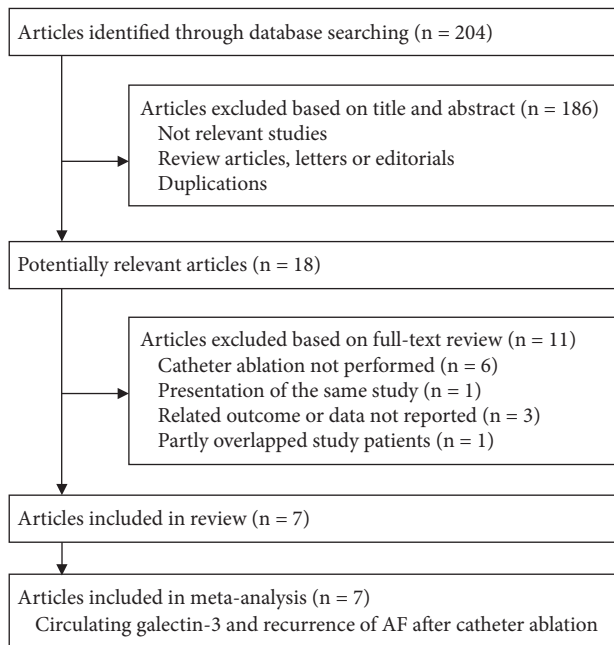 Articles identified through database searching (n = 204)
Articles excluded based on title and abstract (n = 186)
Not relevant studies
Review articles, letters or editorials
Duplications
Potentially relevant articles (n = 18)
Articles excluded based on full-text review (n = 11)
Catheter ablation not performed (n = 6)
Presentation of the same study (n = 1)
Related outcome or data not reported (n = 3)
Partly overlapped study patients (n = 1)
Articles included in review (n = 7)
Articles included in meta-analysis (n = 7)
Circulating galectin-3 and recurrence of AF after catheter ablation